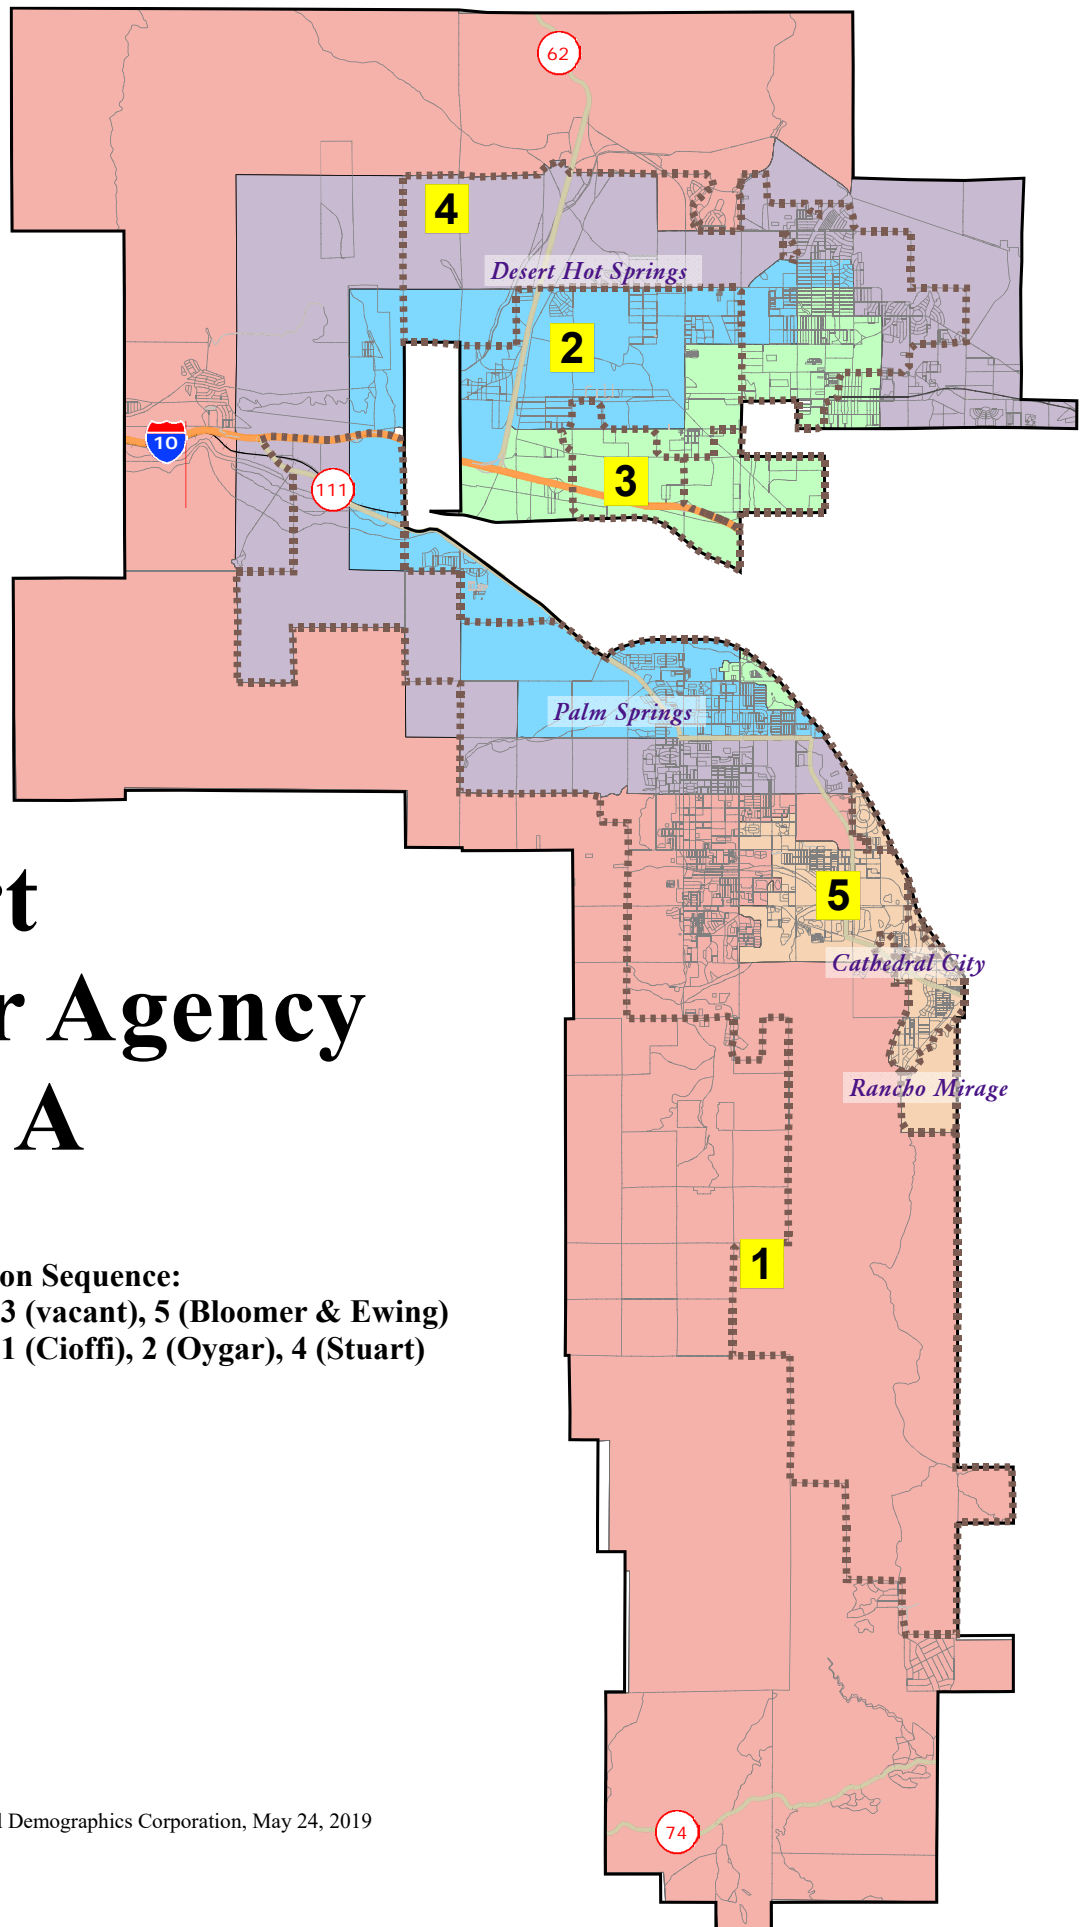 62
4
Desert Hot Springs
2
10
3
111
Palm Springs
5
rt
Cathedral City
r Agency
Rancho Mirage
A
1
on Sequence:
3 (vacant), 5 (Bloomer & Ewing)
1 (Cioffi), 2 (Oygar), 4 (Stuart)
l Demographics Corporation, May 24, 2019
74